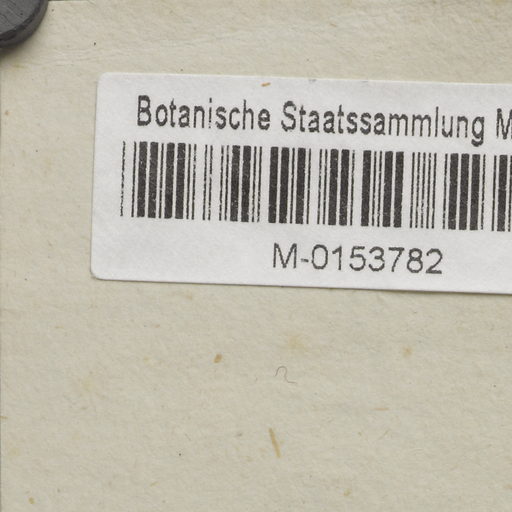 Botanische Staatssammlung M
M-0153782